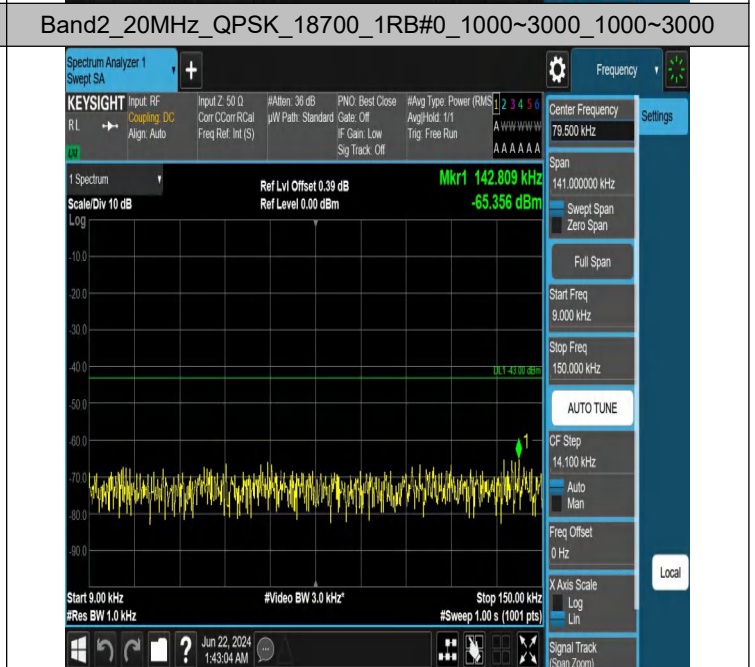 Band2_20MHz_QPSK_18700_1RB#0_1000~3000_1000~3000
Spectrum Analyzer 1
Swept SA
Frequency
KEYSIGHT
RL
Input: RF
Coupling: DC
Align: Auto
Input Z: 50 Ω
Corr CCorr RCal
Freq Ref: Int (S)
#Atten: 36 dB
µW Path: Standard
PNO: Best Close
Gate: Off
IF Gain: Low
Sig Track: Off
#Avg Type: Power (RMS
Avg|Hold: 1/1
Trig: Free Run
1 2 3 4 5 6
A W W W W W
A A A A A A
1 Spectrum
Scale/Div 10 dB
Log
Ref Lvl Offset 0.39 dB
Ref Level 0.00 dBm
Mkr1 142.809 kHz
-65.356 dBm
-10.0
-20.0
-30.0
-40.0
-50.0
-60.0
-70.0
-80.0
-90.0
DL1 -43.00 dBm
1
Start 9.00 kHz
#Res BW 1.0 kHz
#Video BW 3.0 kHz*
Stop 150.00 kHz
#Sweep 1.00 s (1001 pts)
Jun 22, 2024
1:43:04 AM
Center Frequency
79.500 kHz
Settings
Span
141.000000 kHz
Swept Span
Zero Span
Full Span
Start Freq
9.000 kHz
Stop Freq
150.000 kHz
AUTO TUNE
CF Step
14.100 kHz
Auto
Man
Freq Offset
0 Hz
X Axis Scale
Log
Lin
Local
Signal Track
(Span Zoom)